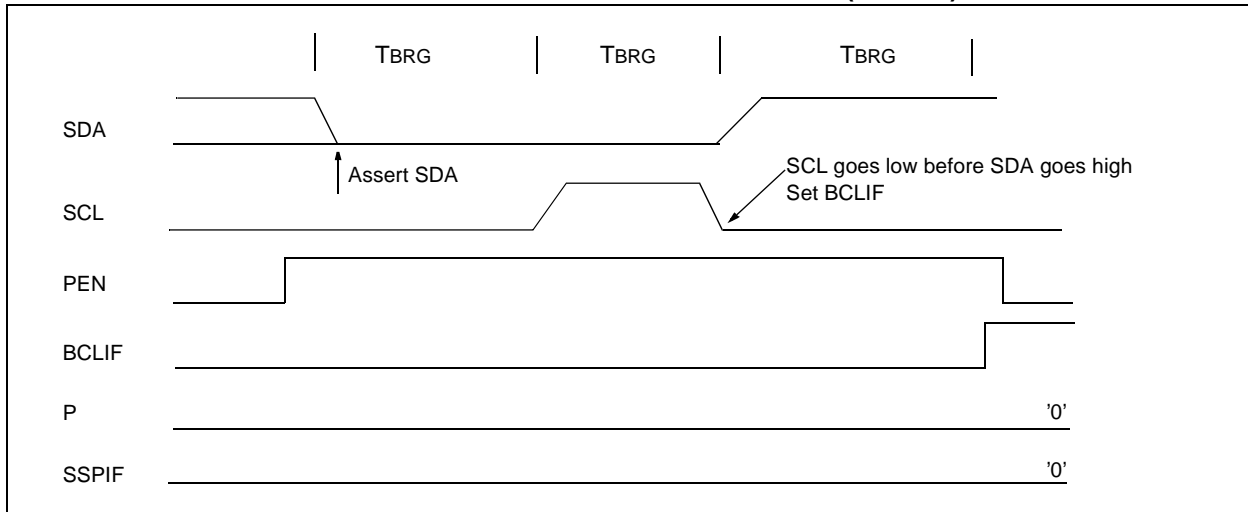 TBRG TBRG TBRG
SDA
Assert SDA
SCL goes low before SDA goes high
Set BCLIF
SCL
PEN
BCLIF
P '0'
SSPIF '0'